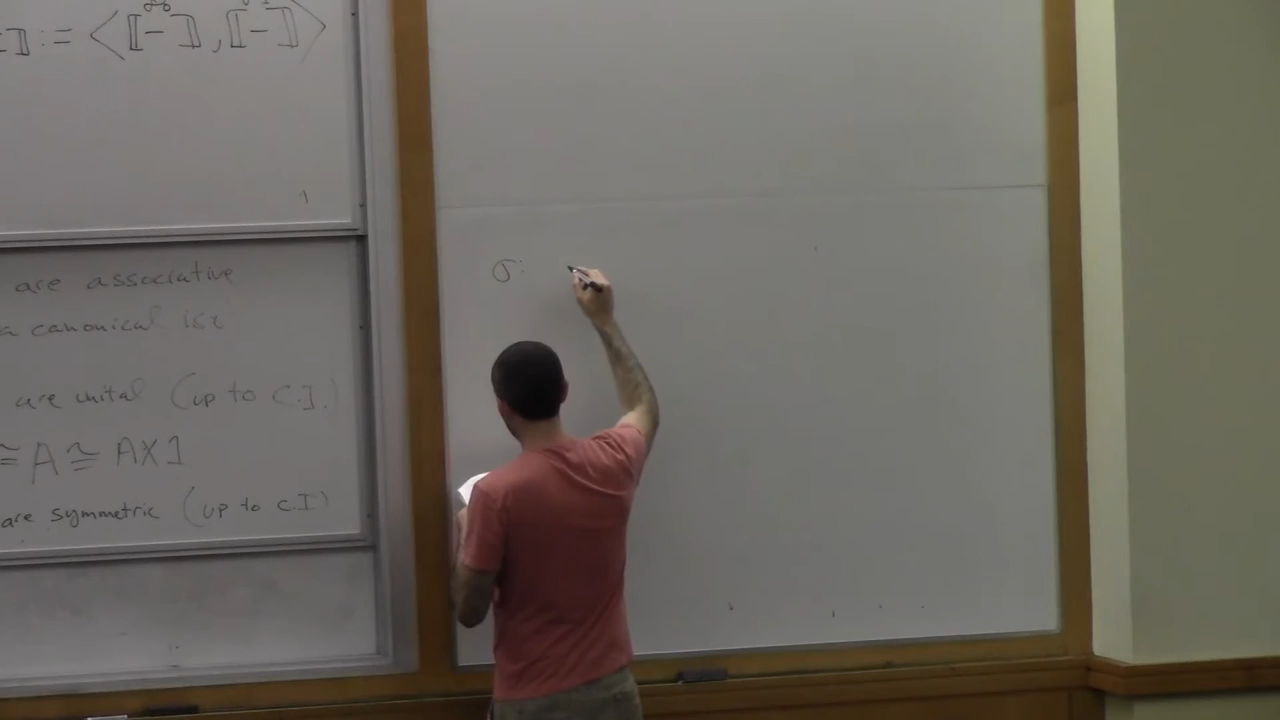 := ⟨⟦-⟧, ⟦-⟧⟩
are associative
a canonical iso
are unital (up to C.I.)
≅ A ≅ A×1
are symmetric (up to C.I)
σ: